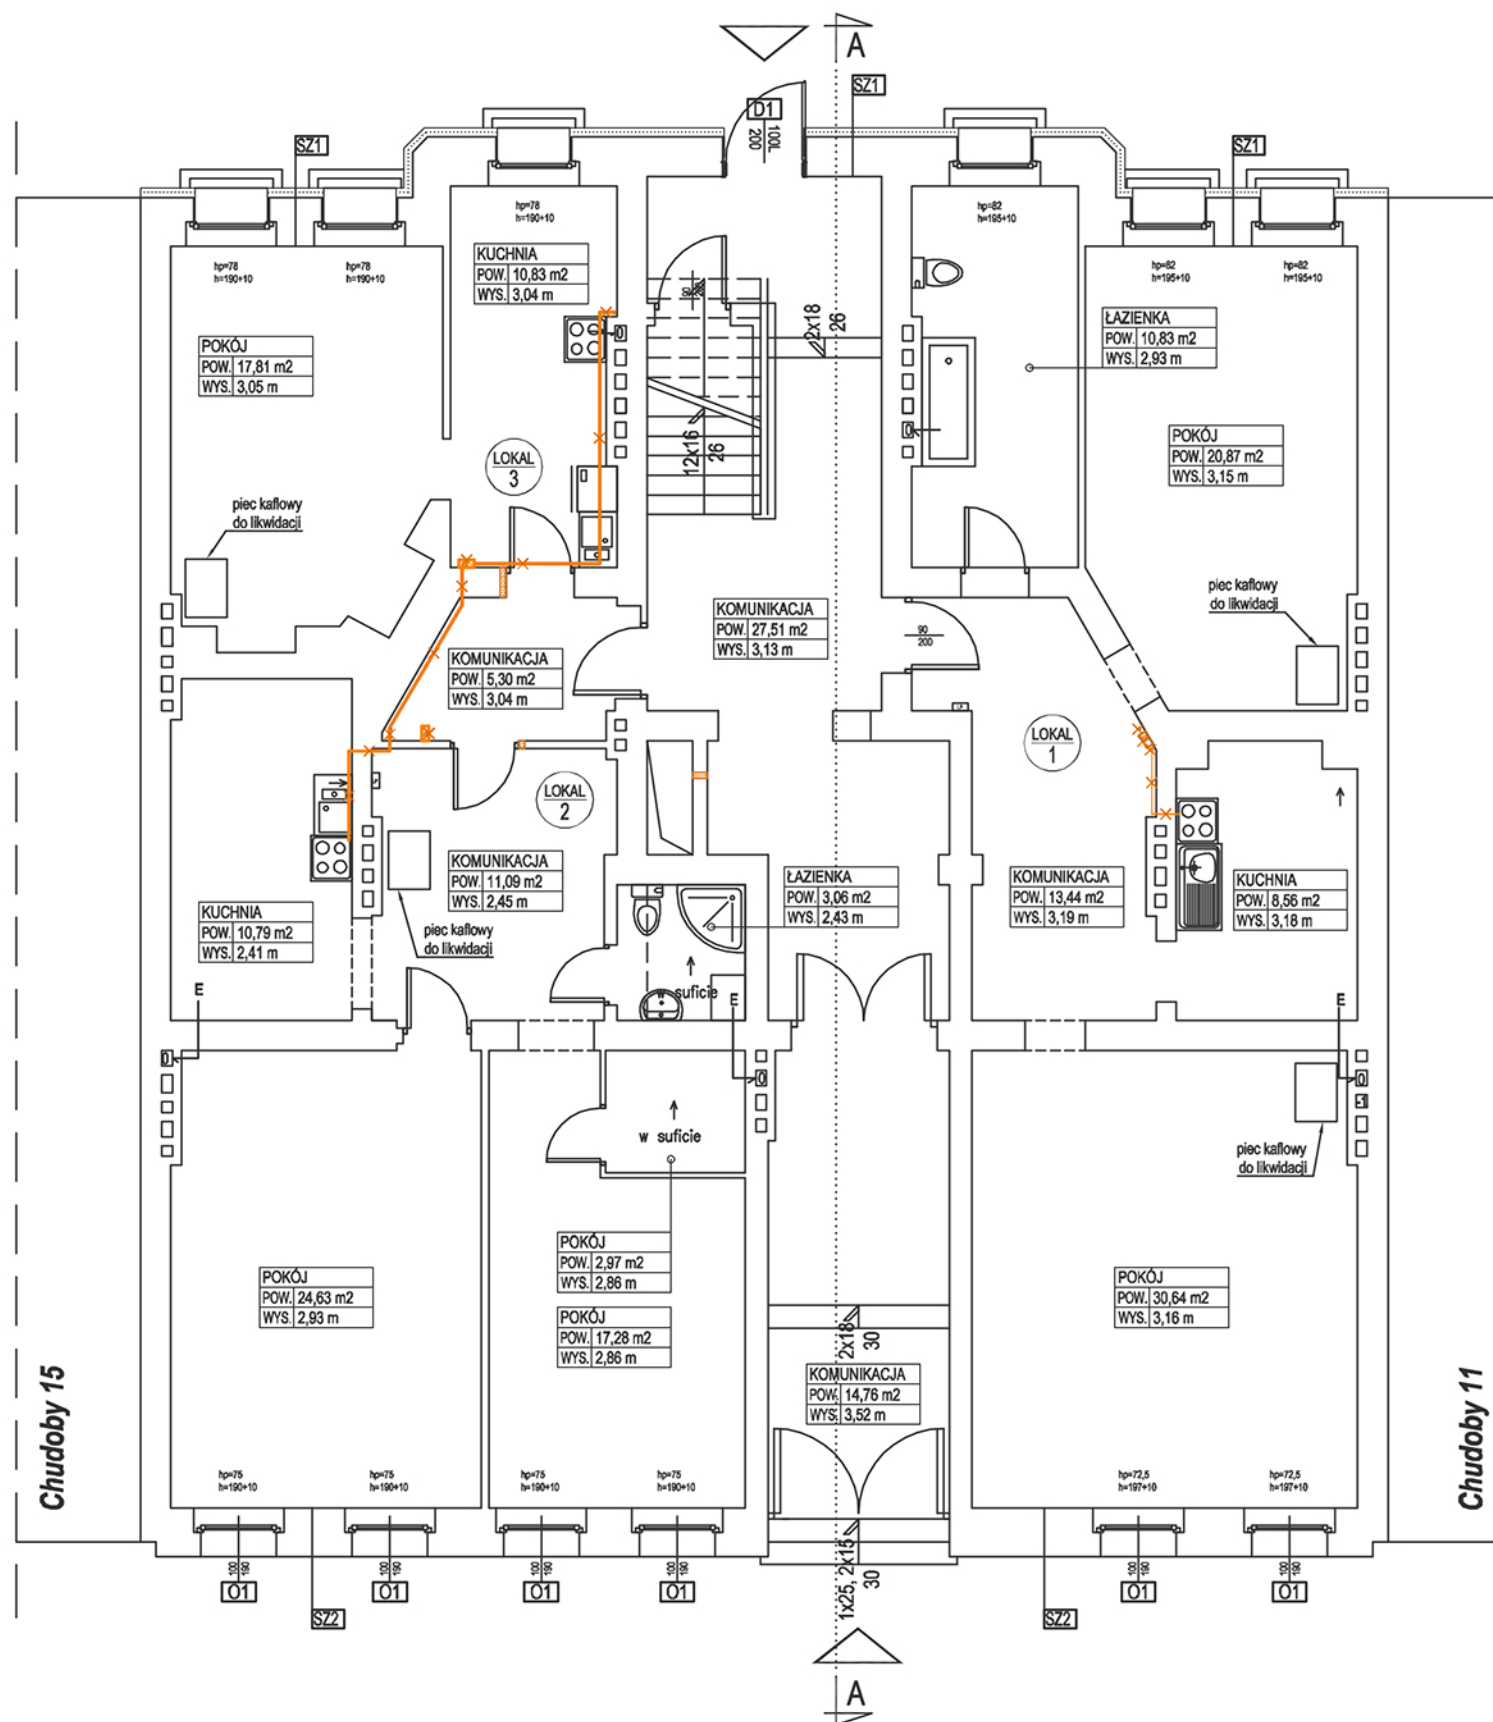 A
SZ1
D1
100L
200
SZ1
SZ1
hp=78
h=190+10
hp=82
h=195+10
KUCHNIA
POW. 10,83 m2
WYS. 3,04 m
hp=78
h=190+10
hp=78
h=190+10
hp=82
h=195+10
hp=82
h=195+10
90
2x18
26
ŁAZIENKA
POW. 10,83 m2
WYS. 2,93 m
POKÓJ
POW. 17,81 m2
WYS. 3,05 m
12x16
26
POKÓJ
POW. 20,87 m2
WYS. 3,15 m
LOKAL
3
piec kaflowy
do likwidacji
piec kaflowy
do likwidacji
KOMUNIKACJA
POW. 27,51 m2
WYS. 3,13 m
90
200
KOMUNIKACJA
POW. 5,30 m2
WYS. 3,04 m
LOKAL
1
LOKAL
2
KOMUNIKACJA
POW. 11,09 m2
WYS. 2,45 m
ŁAZIENKA
POW. 3,06 m2
WYS. 2,43 m
KOMUNIKACJA
POW. 13,44 m2
WYS. 3,19 m
KUCHNIA
POW. 8,56 m2
WYS. 3,18 m
KUCHNIA
POW. 10,79 m2
WYS. 2,41 m
piec kaflowy
do likwidacji
E
w suficie
E
E
w suficie
piec kaflowy
do likwidacji
POKÓJ
POW. 2,97 m2
WYS. 2,86 m
POKÓJ
POW. 24,63 m2
WYS. 2,93 m
POKÓJ
POW. 17,28 m2
WYS. 2,86 m
POKÓJ
POW. 30,64 m2
WYS. 3,16 m
2x18
30
KOMUNIKACJA
POW. 14,76 m2
WYS. 3,52 m
Chudoby 15
Chudoby 11
hp=75
h=190+10
hp=75
h=190+10
hp=75
h=190+10
hp=75
h=190+10
hp=72,5
h=197+10
hp=72,5
h=197+10
1x25, 2x15
30
100
190
O1
100
190
O1
100
190
O1
100
190
O1
100
190
O1
100
190
O1
SZ2
SZ2
A